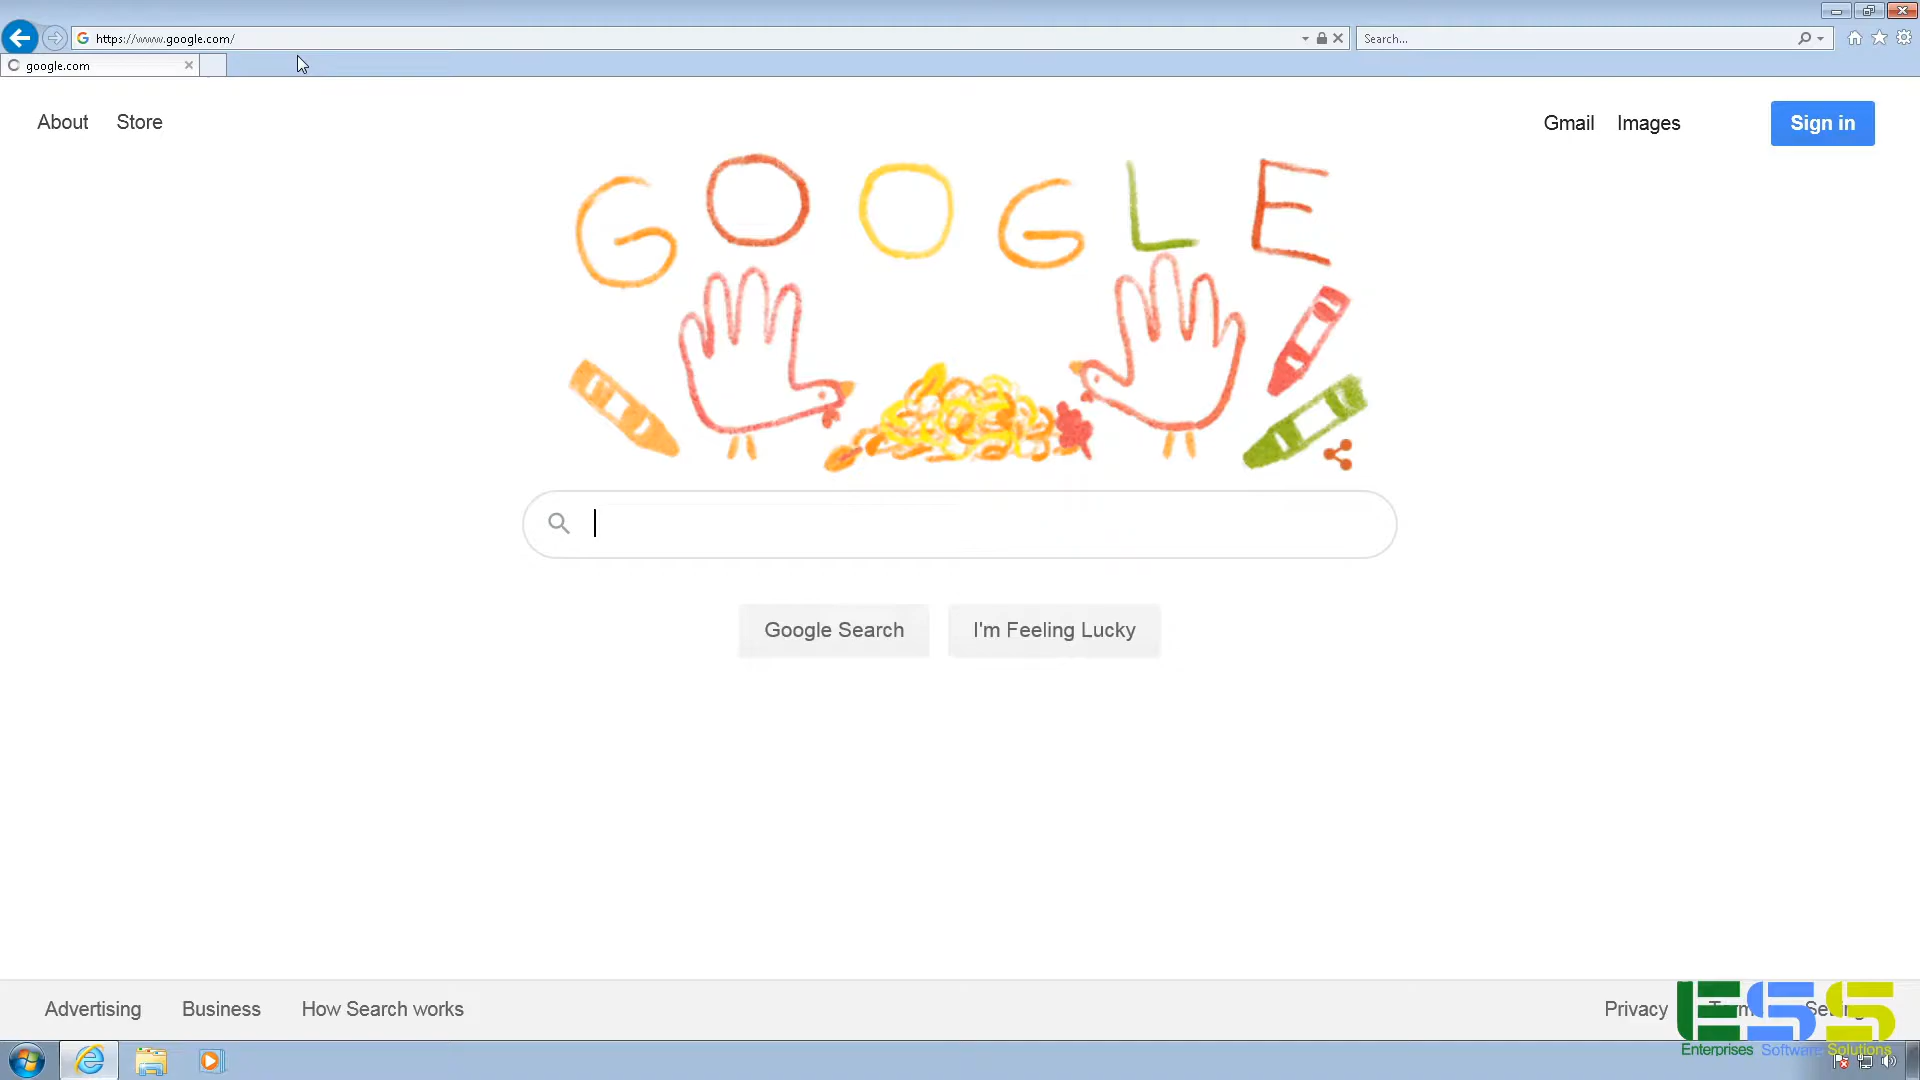 https://www.google.com/
Search...
google.com
About Store
Gmail Images Sign in
GOOGLE
Google Search I'm Feeling Lucky
Advertising Business How Search works
Privacy
ESS
Enterprises Software Solutions